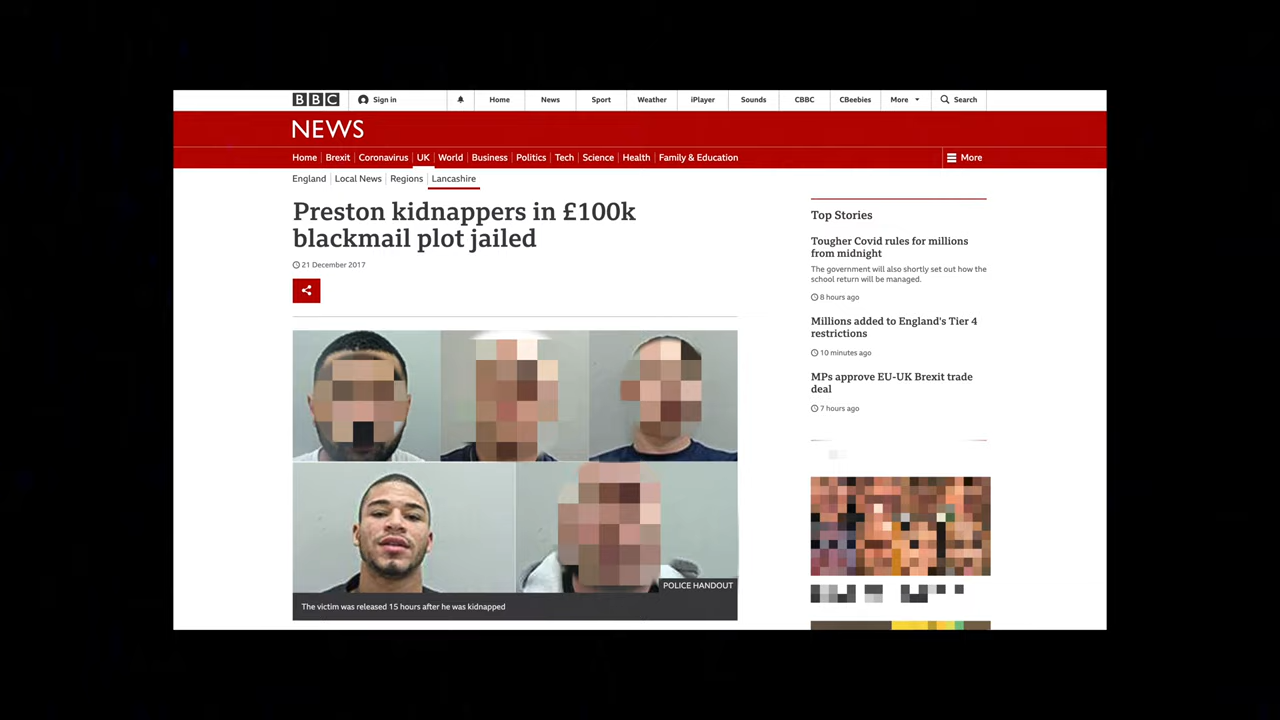 BBC Sign in Home News Sport Weather iPlayer Sounds CBBC CBeebies More Search
NEWS
Home Brexit Coronavirus UK World Business Politics Tech Science Health Family & Education More
England Local News Regions Lancashire
Preston kidnappers in £100k
blackmail plot jailed
21 December 2017
POLICE HANDOUT
The victim was released 15 hours after he was kidnapped
Top Stories
Tougher Covid rules for millions
from midnight
The government will also shortly set out how the
school return will be managed.
8 hours ago
Millions added to England's Tier 4
restrictions
10 minutes ago
MPs approve EU-UK Brexit trade
deal
7 hours ago